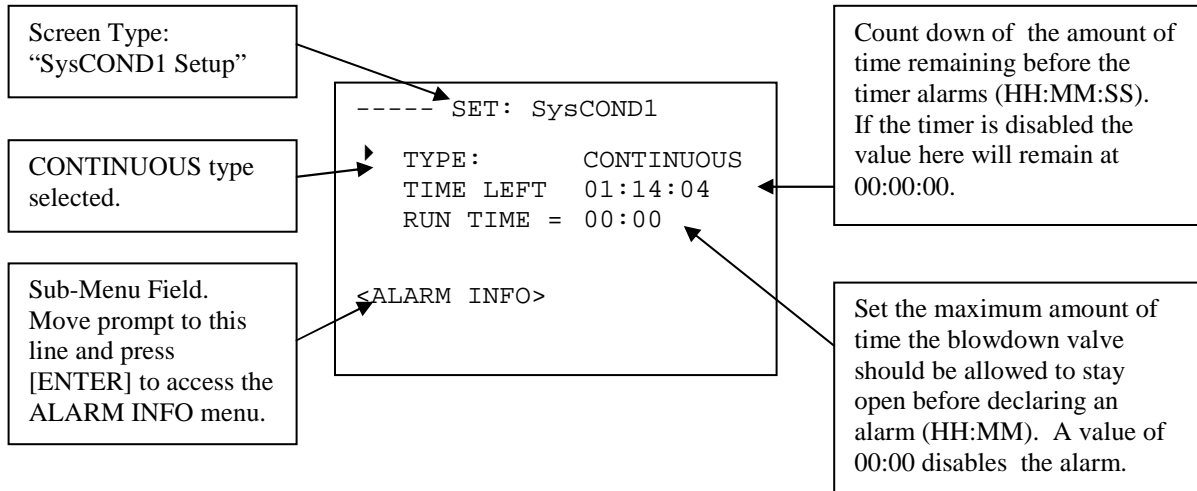 Screen Type:
“SysCOND1 Setup”
CONTINUOUS type
selected.
Sub-Menu Field.
Move prompt to this
line and press
[ENTER] to access the
ALARM INFO menu.
----- SET: SysCOND1
TYPE: CONTINUOUS
TIME LEFT 01:14:04
RUN TIME = 00:00
<ALARM INFO>
Count down of the amount of
time remaining before the
timer alarms (HH:MM:SS).
If the timer is disabled the
value here will remain at
00:00:00.
Set the maximum amount of
time the blowdown valve
should be allowed to stay
open before declaring an
alarm (HH:MM). A value of
00:00 disables the alarm.